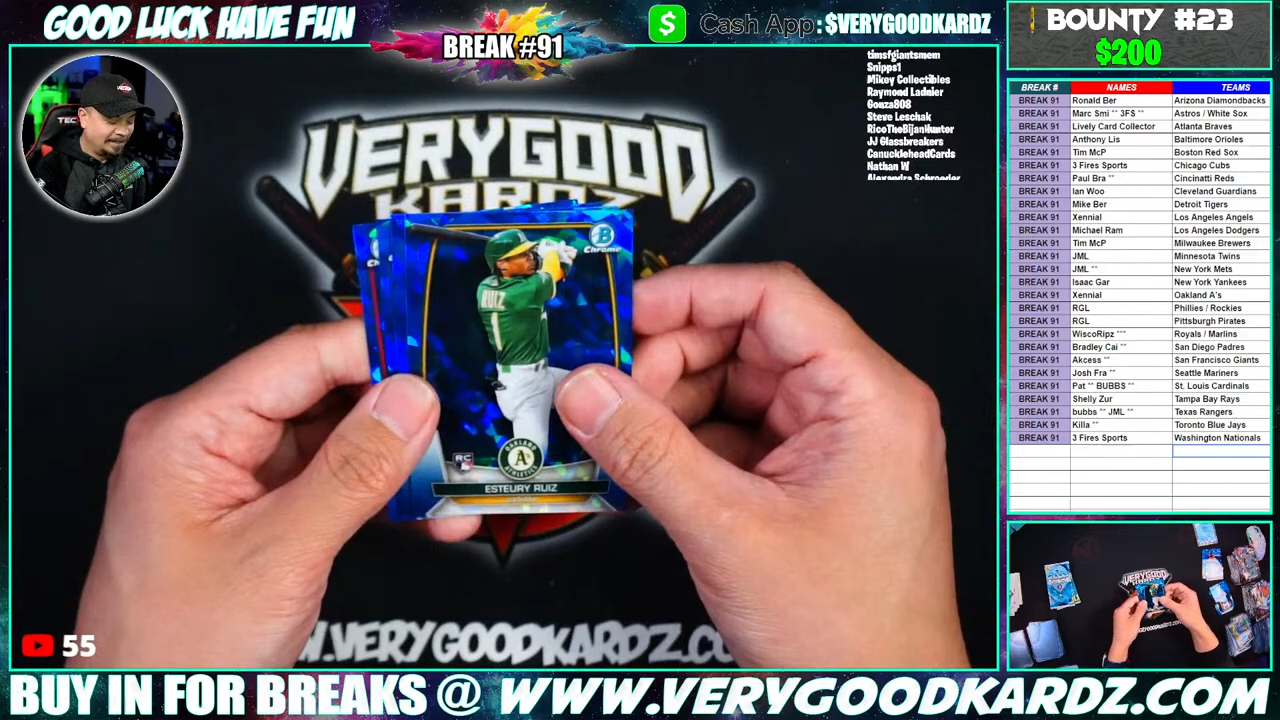 GOOD LUCK HAVE FUN
BREAK #91
Cash App: $VERYGOODKARDZ
BOUNTY #23
$200
timsfgiantsmem
Snipps1
Mikey Collectibles
Raymond Ladnier
Gonza808
Steve Leschak
RicoTheBijanHunter
JJ Glassbreakers
CanuckleheadCards
Nathan W
Alexandra Schroeder
TEC
VERYGOOD
KARDZ
Chrome
RUIZ
1
RC
OAKLAND
ATHLETICS
ESTEURY RUIZ
BREAK # NAMES TEAMS
BREAK 91 Ronald Ber Arizona Diamondbacks
BREAK 91 Marc Smi ** 3FS ** Astros / White Sox
BREAK 91 Lively Card Collector Atlanta Braves
BREAK 91 Anthony Lis Baltimore Orioles
BREAK 91 Tim McP Boston Red Sox
BREAK 91 3 Fires Sports Chicago Cubs
BREAK 91 Paul Bra ** Cincinatti Reds
BREAK 91 Ian Woo Cleveland Guardians
BREAK 91 Mike Ber Detroit Tigers
BREAK 91 Xennial Los Angeles Angels
BREAK 91 Michael Ram Los Angeles Dodgers
BREAK 91 Tim McP Milwaukee Brewers
BREAK 91 JML Minnesota Twins
BREAK 91 JML ** New York Mets
BREAK 91 Isaac Gar New York Yankees
BREAK 91 Xennial Oakland A's
BREAK 91 RGL Phillies / Rockies
BREAK 91 RGL Pittsburgh Pirates
BREAK 91 WiscoRipz *** Royals / Marlins
BREAK 91 Bradley Cai ** San Diego Padres
BREAK 91 Akcess ** San Francisco Giants
BREAK 91 Josh Fra ** Seattle Mariners
BREAK 91 Pat ** BUBBS ** St. Louis Cardinals
BREAK 91 Shelly Zur Tampa Bay Rays
BREAK 91 bubbs ** JML ** Texas Rangers
BREAK 91 Killa ** Toronto Blue Jays
BREAK 91 3 Fires Sports Washington Nationals
55
WWW.VERYGOODKARDZ.CO
BUY IN FOR BREAKS @ WWW.VERYGOODKARDZ.COM